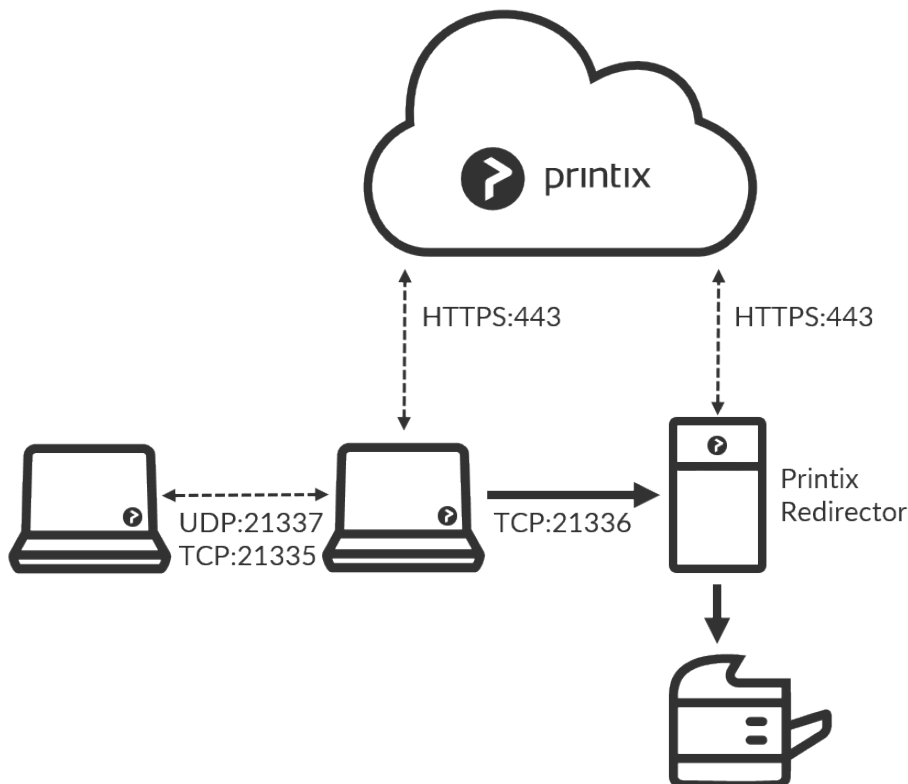 printix
HTTPS:443
HTTPS:443
UDP:21337
TCP:21335
TCP:21336
Printix
Redirector